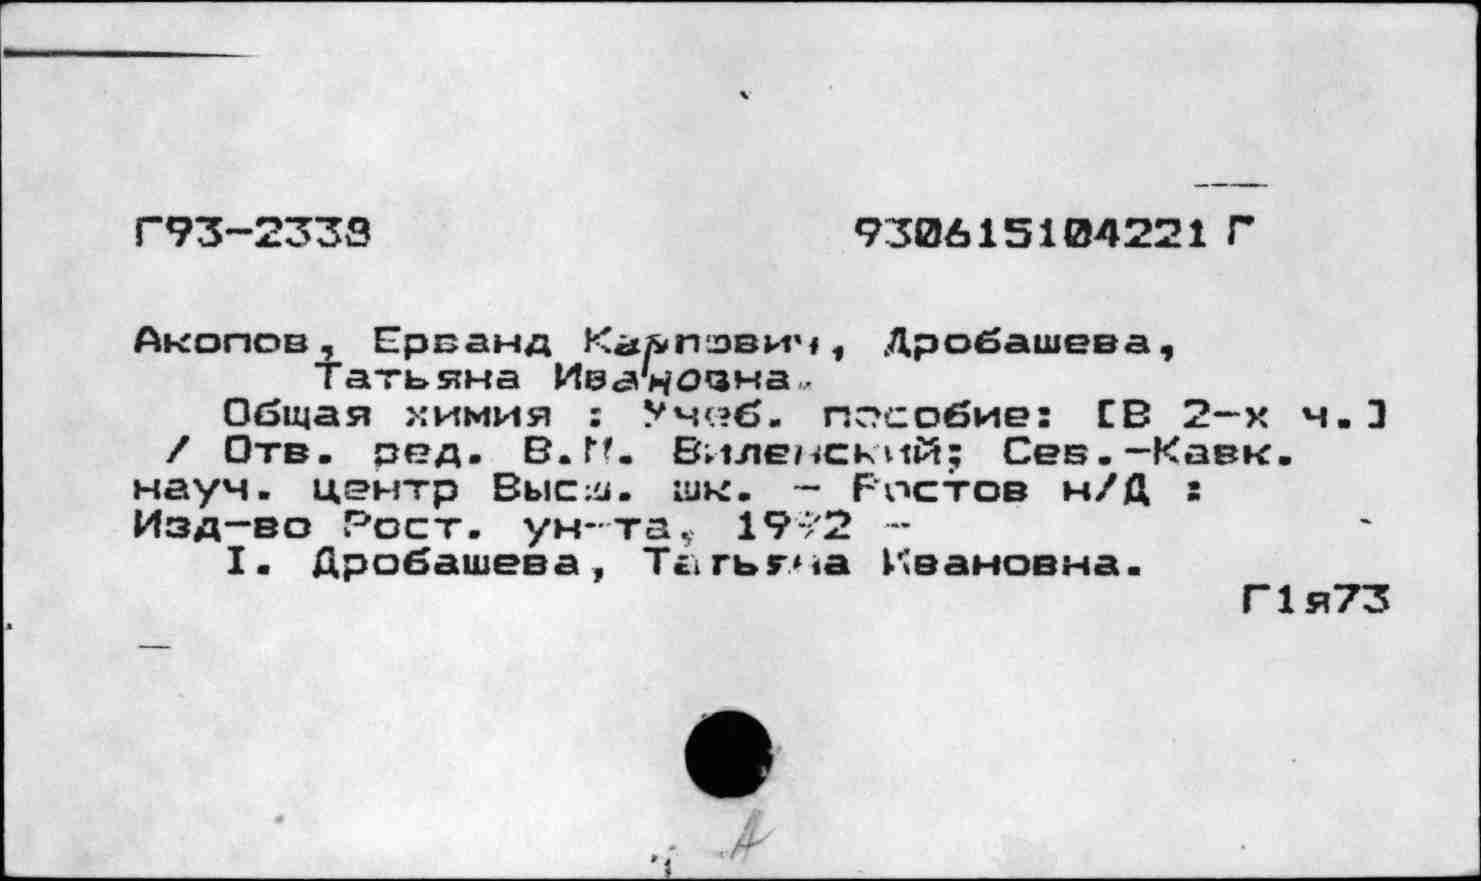 Г93-2339 930615104221 Г
Акопов, Ерванд Карпович, Дробашева,
Татьяна Ивановна.
Общая химия : Учеб. пособие: [В 2-х ч.]
/ Отв. ред. В.М. Виленский; Сев.-Кавк.
науч. центр Высш. шк. - Ростов н/Д :
Изд-во Рост. ун-та, 1992 -
I. Дробашева, Татьяна Ивановна.
Г1я73